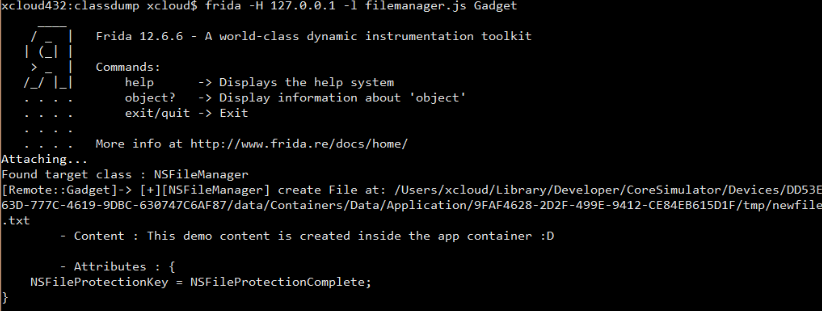 xcloud432:classdump xcloud$ frida -H 127.0.0.1 -l filemanager.js Gadget
     ____
    / _  |   Frida 12.6.6 - A world-class dynamic instrumentation toolkit
   | (_| |
    > _  |   Commands:
   /_/ |_|       help      -> Displays the help system
   . . . .       object?   -> Display information about 'object'
   . . . .       exit/quit -> Exit
   . . . .
   . . . .   More info at http://www.frida.re/docs/home/
Attaching...
Found target class : NSFileManager
[Remote::Gadget]-> [+][NSFileManager] create File at: /Users/xcloud/Library/Developer/CoreSimulator/Devices/DD53E
63D-777C-4619-9DBC-630747C6AF87/data/Containers/Data/Application/9FAF4628-2D2F-499E-9412-CE84EB615D1F/tmp/newfile
.txt
        - Content : This demo content is created inside the app container :D
        - Attributes : {
    NSFileProtectionKey = NSFileProtectionComplete;
}